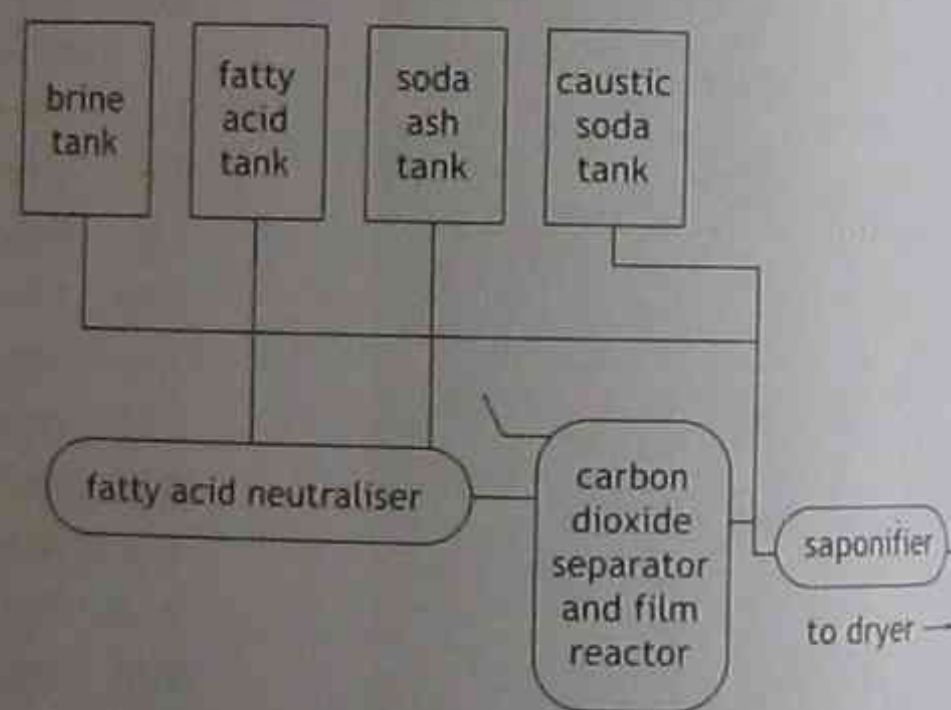 brine
tank
fatty
acid
tank
soda
ash
tank
caustic
soda
tank
fatty acid neutraliser
carbon
dioxide
separator
and film
reactor
saponifier
to dryer